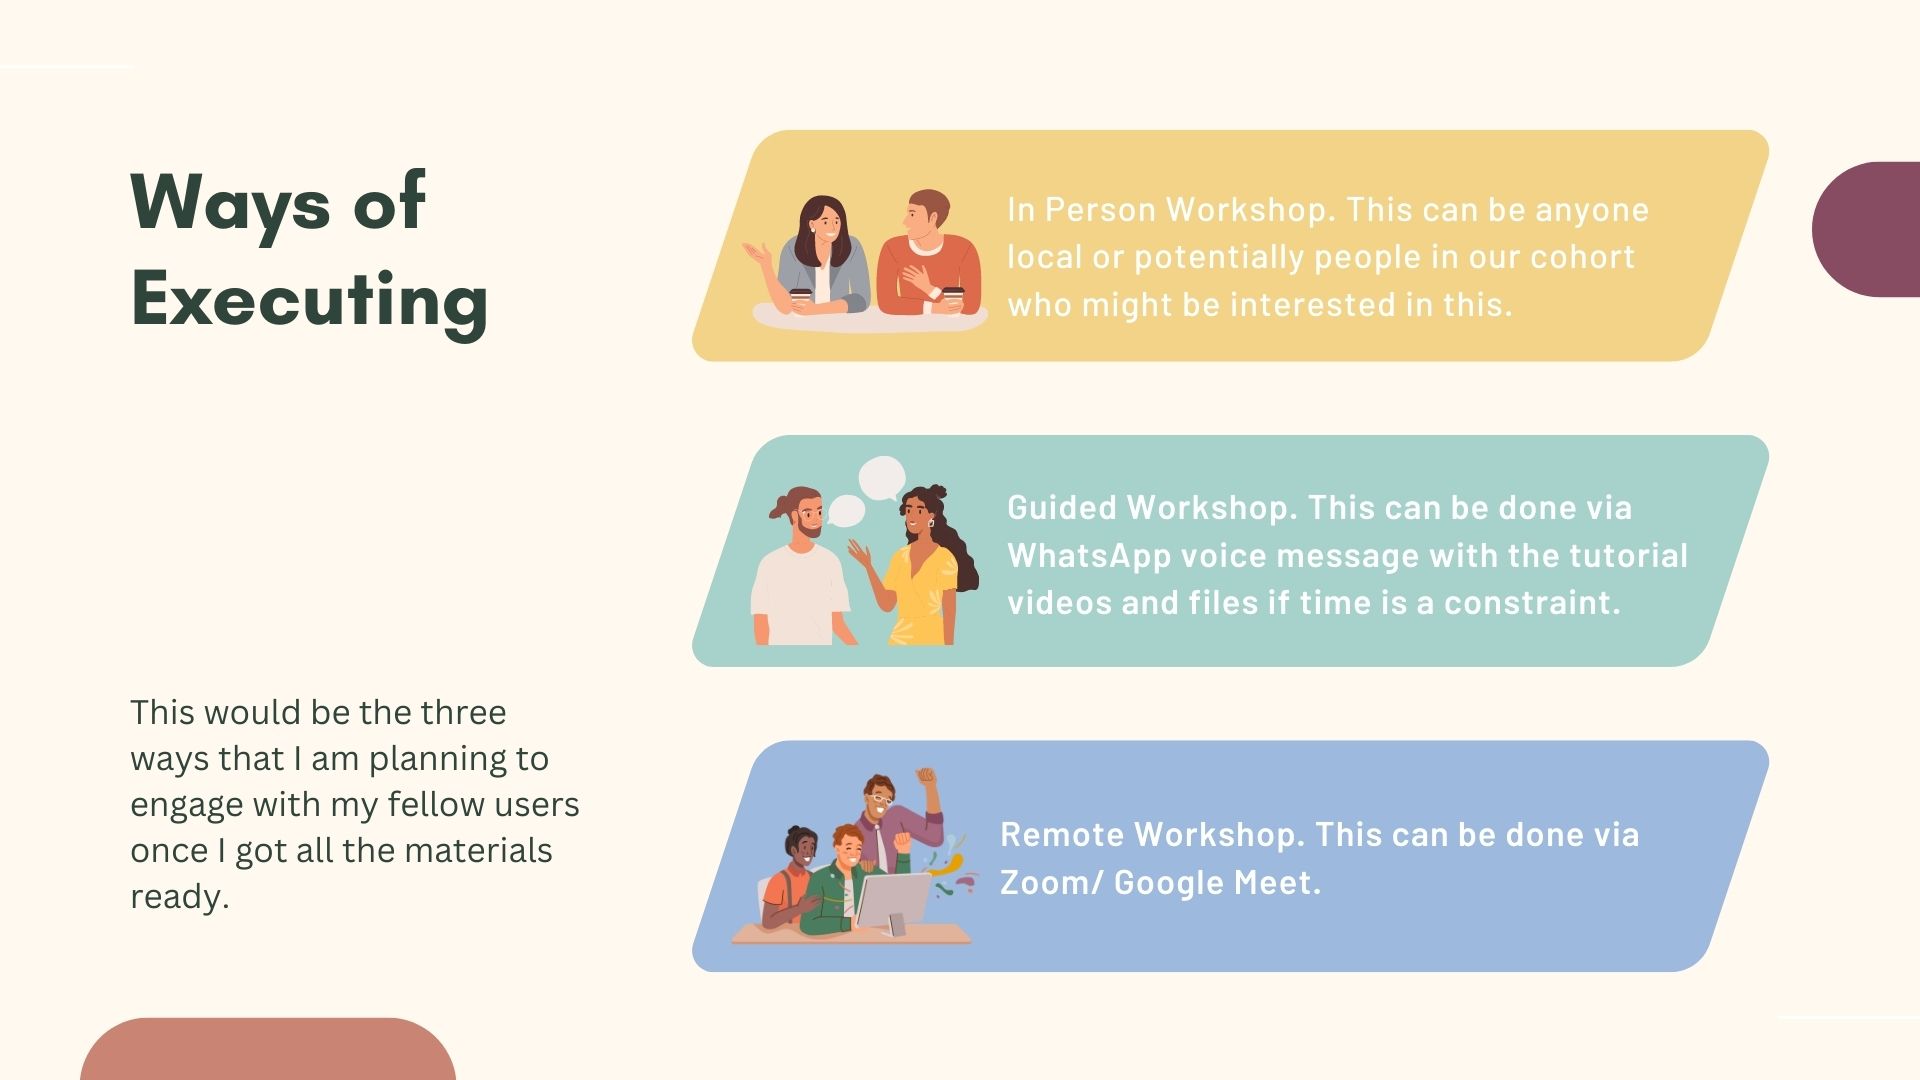 Ways of
Executing
This would be the three
ways that I am planning to
engage with my fellow users
once I got all the materials
ready.
In Person Workshop. This can be anyone
local or potentially people in our cohort
who might be interested in this.
Guided Workshop. This can be done via
WhatsApp voice message with the tutorial
videos and files if time is a constraint.
Remote Workshop. This can be done via
Zoom/ Google Meet.